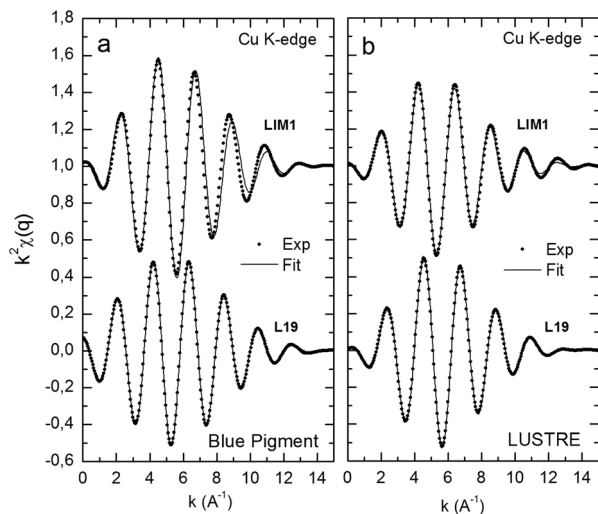 a
Cu K-edge
LIM1
Exp
Fit
L19
Blue Pigment
b
Cu K-edge
LIM1
Exp
Fit
L19
LUSTRE
k²χ(q)
1,8
1,6
1,4
1,2
1,0
0,8
0,6
0,4
0,2
0,0
-0,2
-0,4
-0,6
0 2 4 6 8 10 12 14
0 2 4 6 8 10 12 14
k (A⁻¹)
k (A⁻¹)